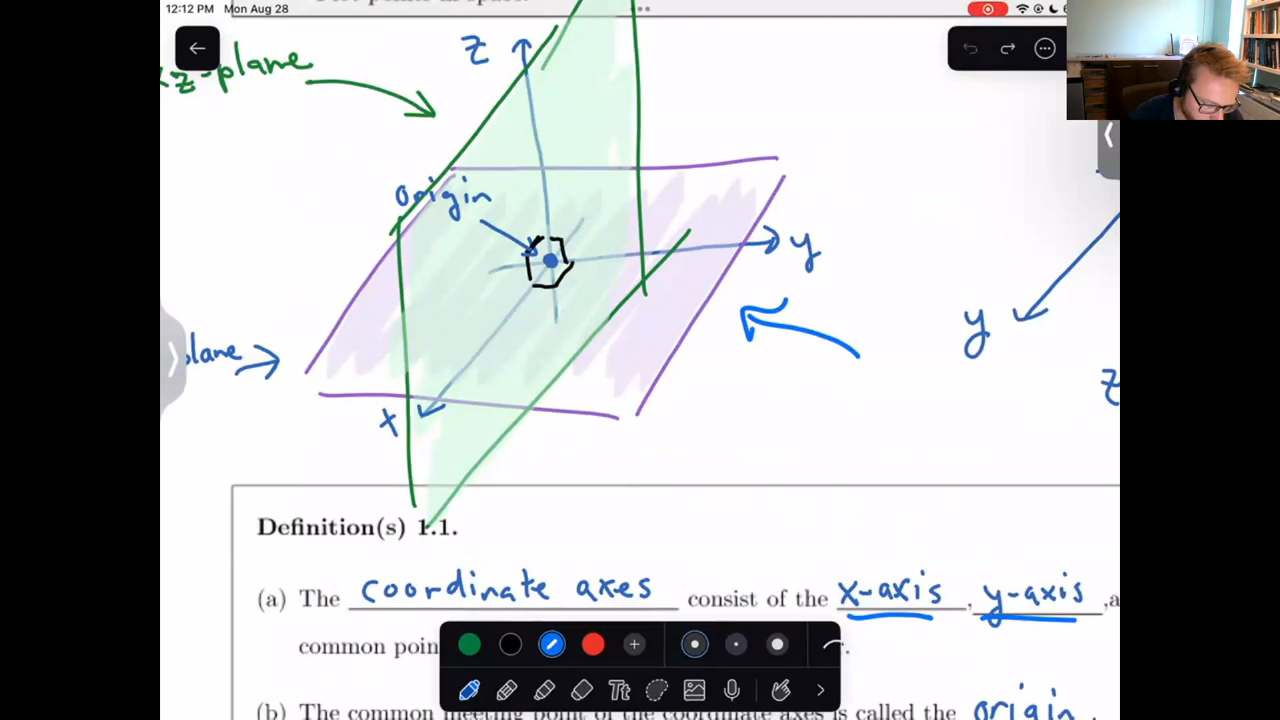 12:12 PM Mon Aug 28
z
z-plane
origin
y
y
plane
z
x
Definition(s) 1.1.
(a) The coordinate axes consist of the x-axis, y-axis, a
common poin
Tt
(b) The common meeting point of the coordinate axes is called the origin.